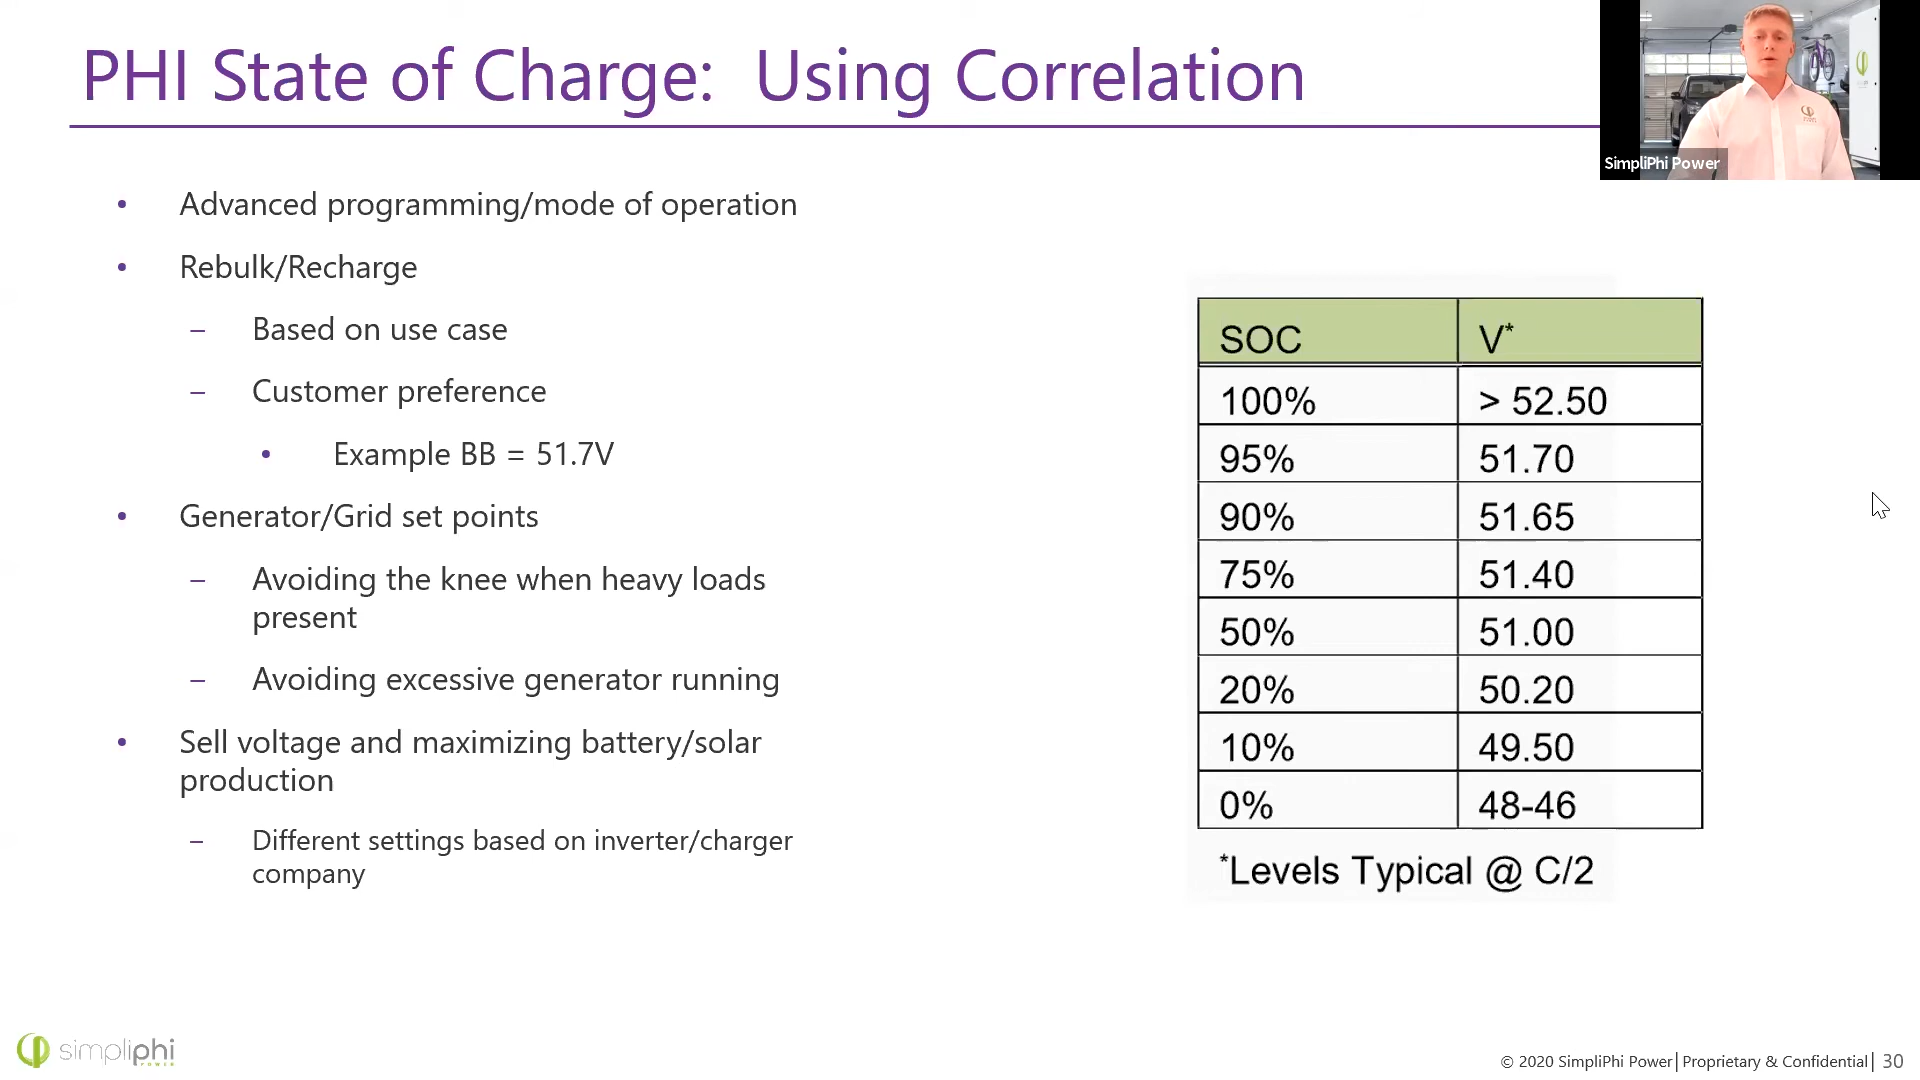 PHI State of Charge:  Using Correlation
SimpliPhi Power
• Advanced programming/mode of operation
• Rebulk/Recharge
– Based on use case
– Customer preference
• Example BB = 51.7V
• Generator/Grid set points
– Avoiding the knee when heavy loads
present
– Avoiding excessive generator running
• Sell voltage and maximizing battery/solar
production
– Different settings based on inverter/charger
company
SOC V*
100% > 52.50
95% 51.70
90% 51.65
75% 51.40
50% 51.00
20% 50.20
10% 49.50
0% 48-46
*Levels Typical @ C/2
simpliphi
POWER
© 2020 SimpliPhi Power| Proprietary & Confidential| 30